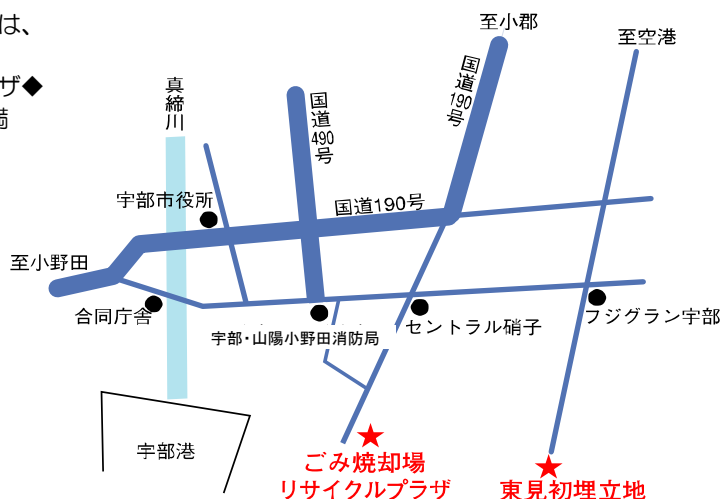 は、
ザ◆
満
至小郡
至空港
真締川
国道490号
国道190号
宇部市役所
国道190号
至小野田
合同庁舎
宇部・山陽小野田消防局
セントラル硝子
フジグラン宇部
宇部港
ごみ焼却場
リサイクルプラザ
東見初埋立地